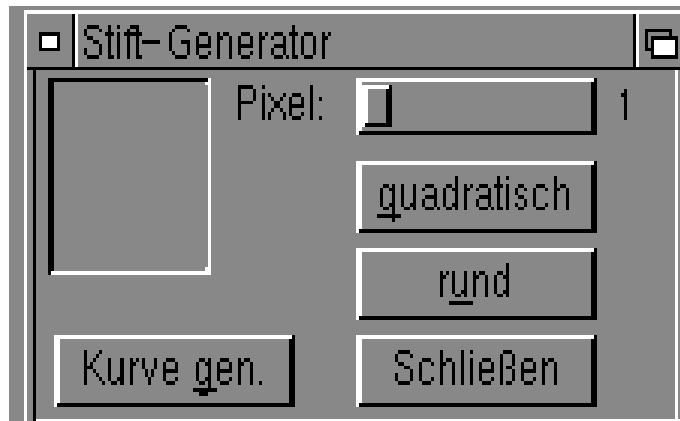 Stift-Generator
Pixel: 1
quadratisch
rund
Kurve gen. Schließen